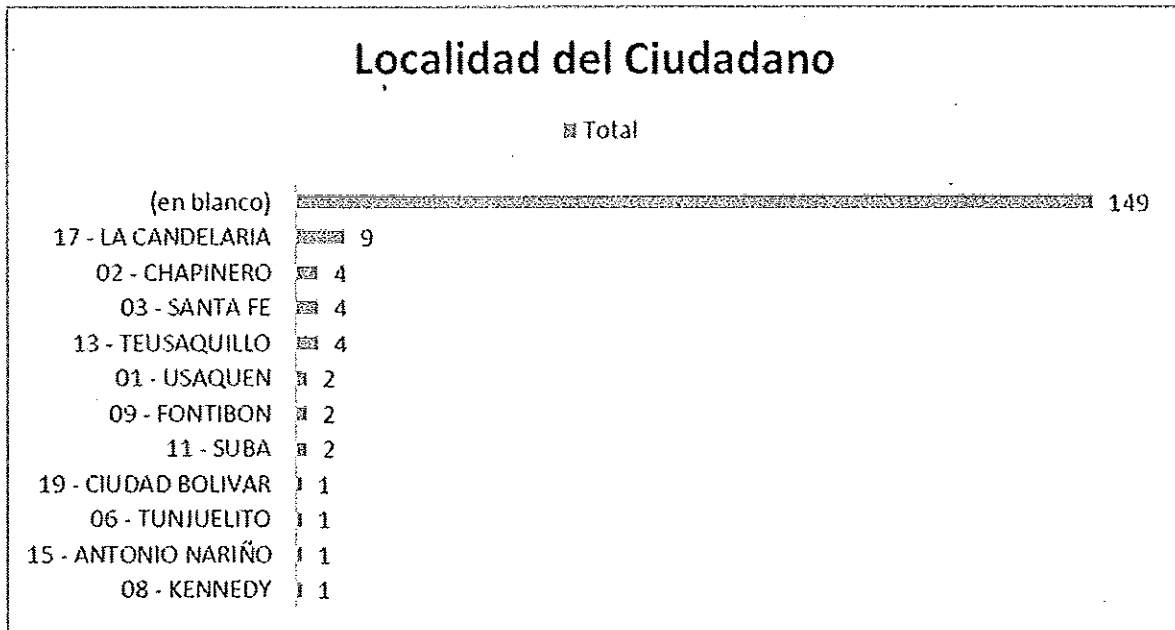 Localidad del Ciudadano
Total
(en blanco) 149
17 - LA CANDELARIA 9
02 - CHAPINERO 4
03 - SANTA FE 4
13 - TEUSAQUILLO 4
01 - USAQUEN 2
09 - FONTIBON 2
11 - SUBA 2
19 - CIUDAD BOLIVAR 1
06 - TUNJUELITO 1
15 - ANTONIO NARIÑO 1
08 - KENNEDY 1